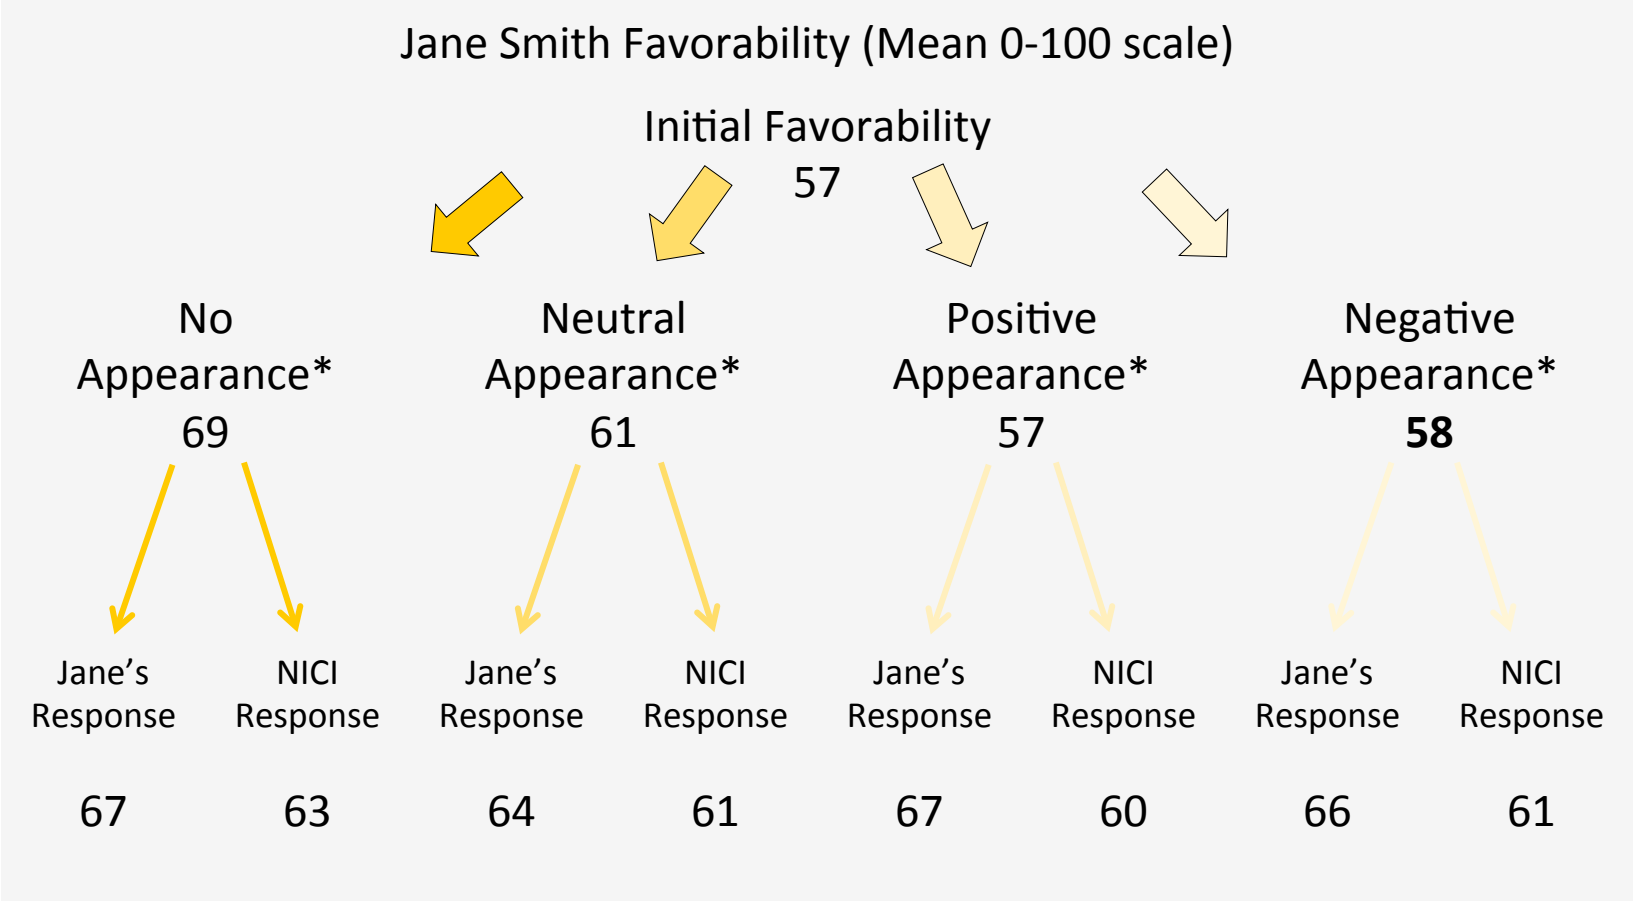 Jane Smith Favorability (Mean 0-100 scale)
Initial Favorability
57
No
Appearance*
69
Neutral
Appearance*
61
Positive
Appearance*
57
Negative
Appearance*
58
Jane's
Response
67
NICI
Response
63
Jane's
Response
64
NICI
Response
61
Jane's
Response
67
NICI
Response
60
Jane's
Response
66
NICI
Response
61